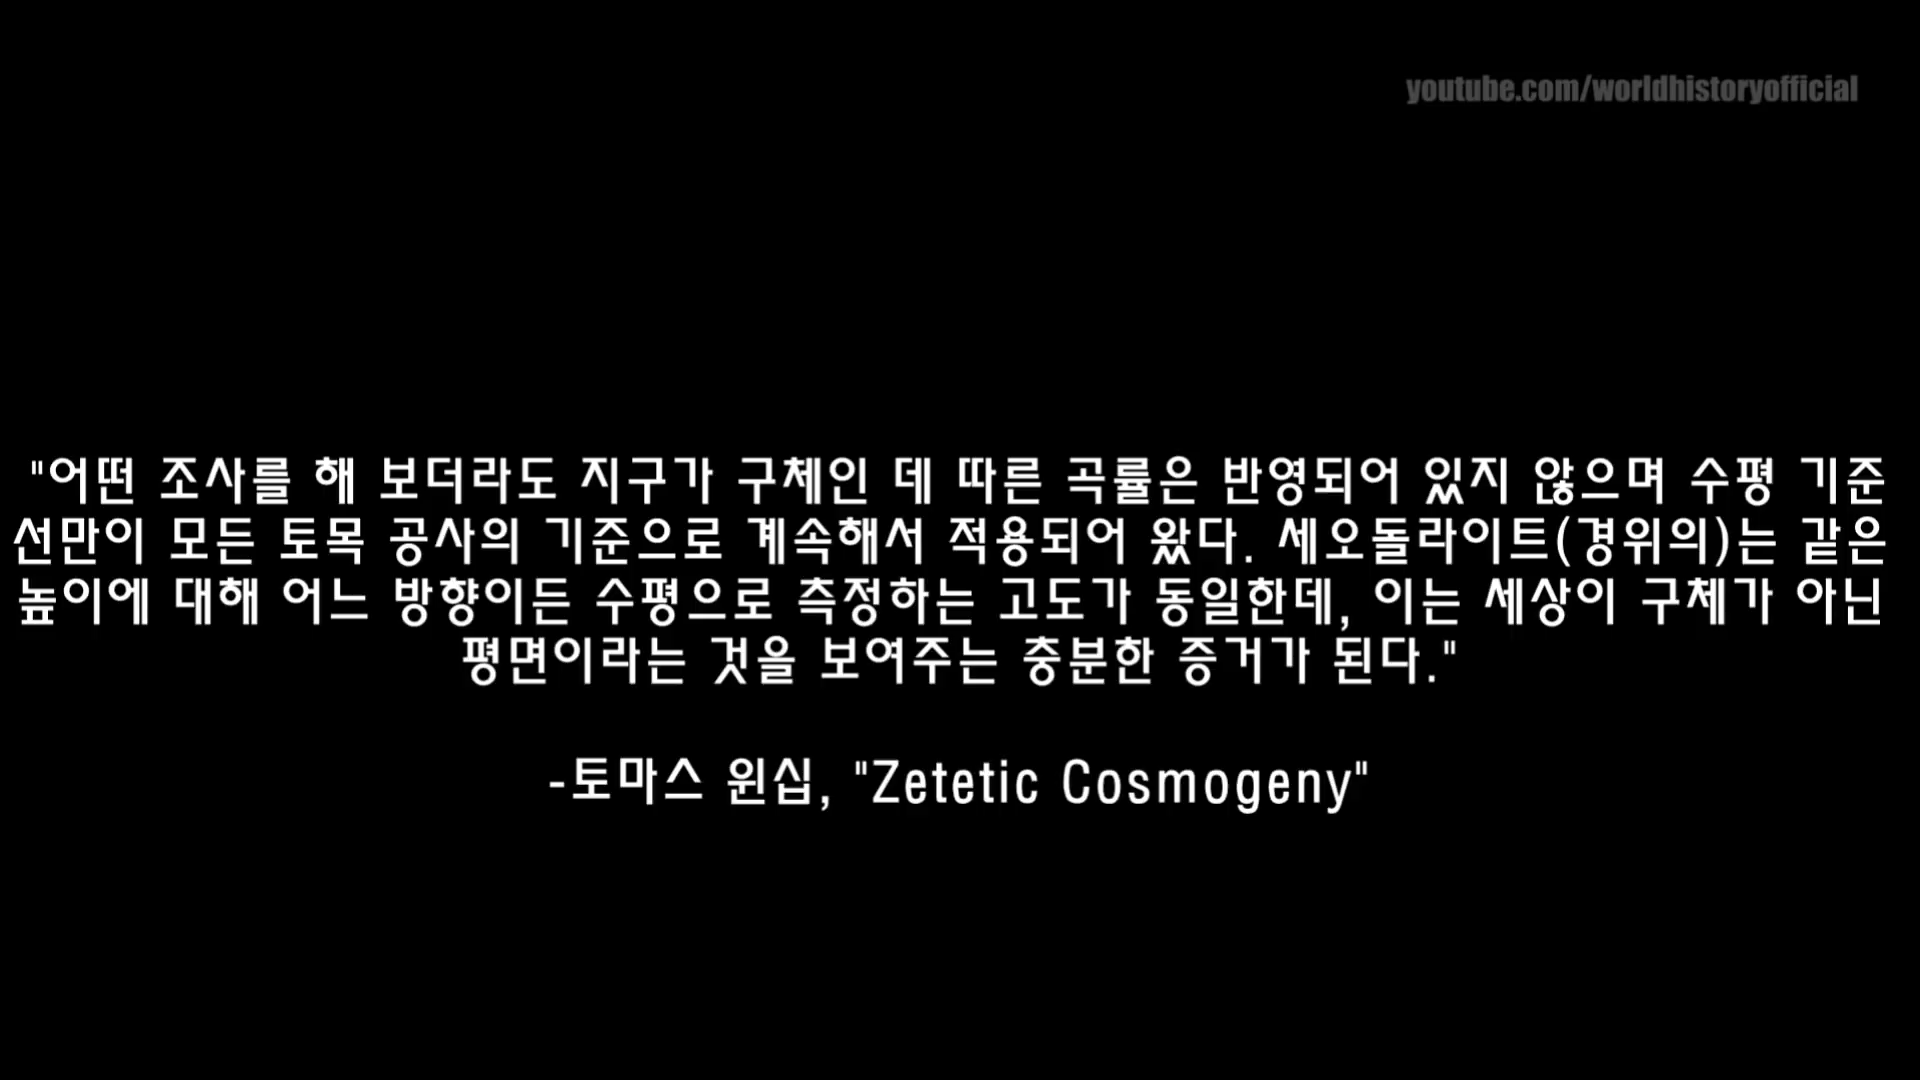 youtube.com/worldhistoryofficial
"어떤 조사를 해 보더라도 지구가 구체인 데 따른 곡률은 반영되어 있지 않으며 수평 기준
선만이 모든 토목 공사의 기준으로 계속해서 적용되어 왔다. 세오돌라이트(경위의)는 같은
높이에 대해 어느 방향이든 수평으로 측정하는 고도가 동일한데, 이는 세상이 구체가 아닌
평면이라는 것을 보여주는 충분한 증거가 된다."
-토마스 윈십, "Zetetic Cosmogeny"